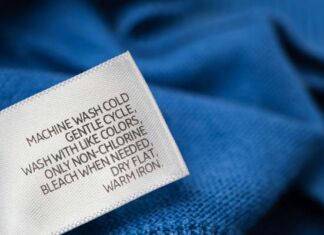 MACHINE WASH COLD
GENTLE CYCLE,
WASH WITH LIKE COLORS,
ONLY NON-CHLORINE
BLEACH WHEN NEEDED,
DRY FLAT,
WARM IRON,